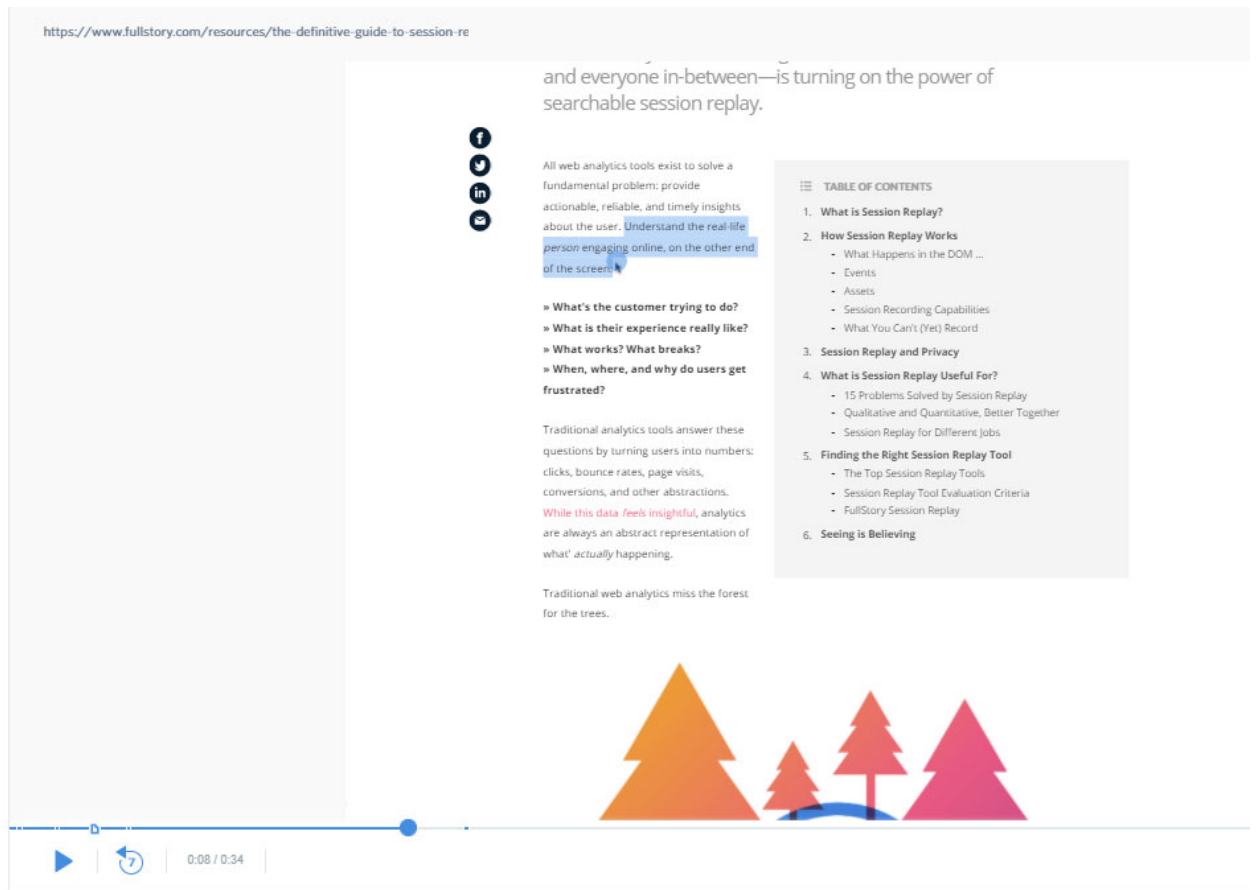 https://www.fullstory.com/resources/the-definitive-guide-to-session-re
and everyone in-between—is turning on the power of
searchable session replay.
All web analytics tools exist to solve a
fundamental problem: provide
actionable, reliable, and timely insights
about the user. Understand the real-life
person engaging online, on the other end
of the screen.
» What's the customer trying to do?
» What is their experience really like?
» What works? What breaks?
» When, where, and why do users get
frustrated?
Traditional analytics tools answer these
questions by turning users into numbers:
clicks, bounce rates, page visits,
conversions, and other abstractions.
While this data feels insightful, analytics
are always an abstract representation of
what' actually happening.
Traditional web analytics miss the forest
for the trees.
TABLE OF CONTENTS
1. What is Session Replay?
2. How Session Replay Works
- What Happens in the DOM ...
- Events
- Assets
- Session Recording Capabilities
- What You Can't (Yet) Record
3. Session Replay and Privacy
4. What is Session Replay Useful For?
- 15 Problems Solved by Session Replay
- Qualitative and Quantitative, Better Together
- Session Replay for Different Jobs
5. Finding the Right Session Replay Tool
- The Top Session Replay Tools
- Session Replay Tool Evaluation Criteria
- FullStory Session Replay
6. Seeing is Believing
7
0:08 / 0:34